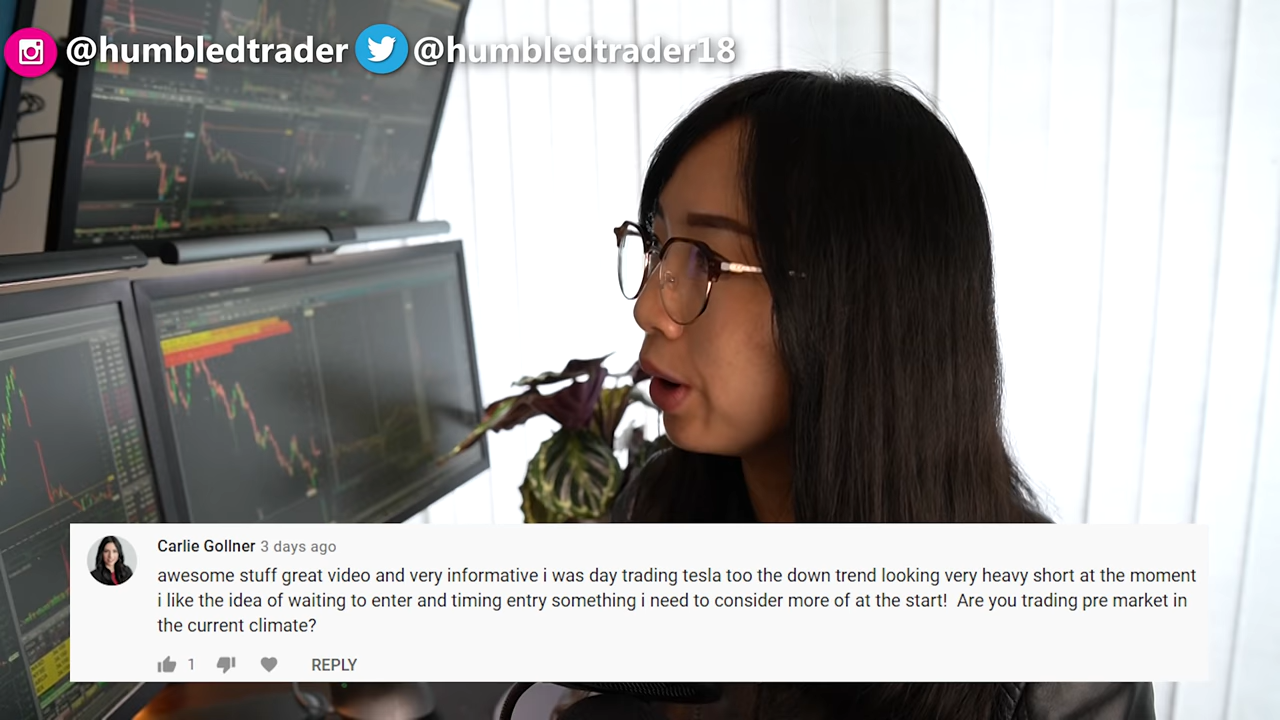 @humbledtrader @humbledtrader18
Carlie Gollner 3 days ago
awesome stuff great video and very informative i was day trading tesla too the down trend looking very heavy short at the moment
i like the idea of waiting to enter and timing entry something i need to consider more of at the start!  Are you trading pre market in
the current climate?
1 REPLY